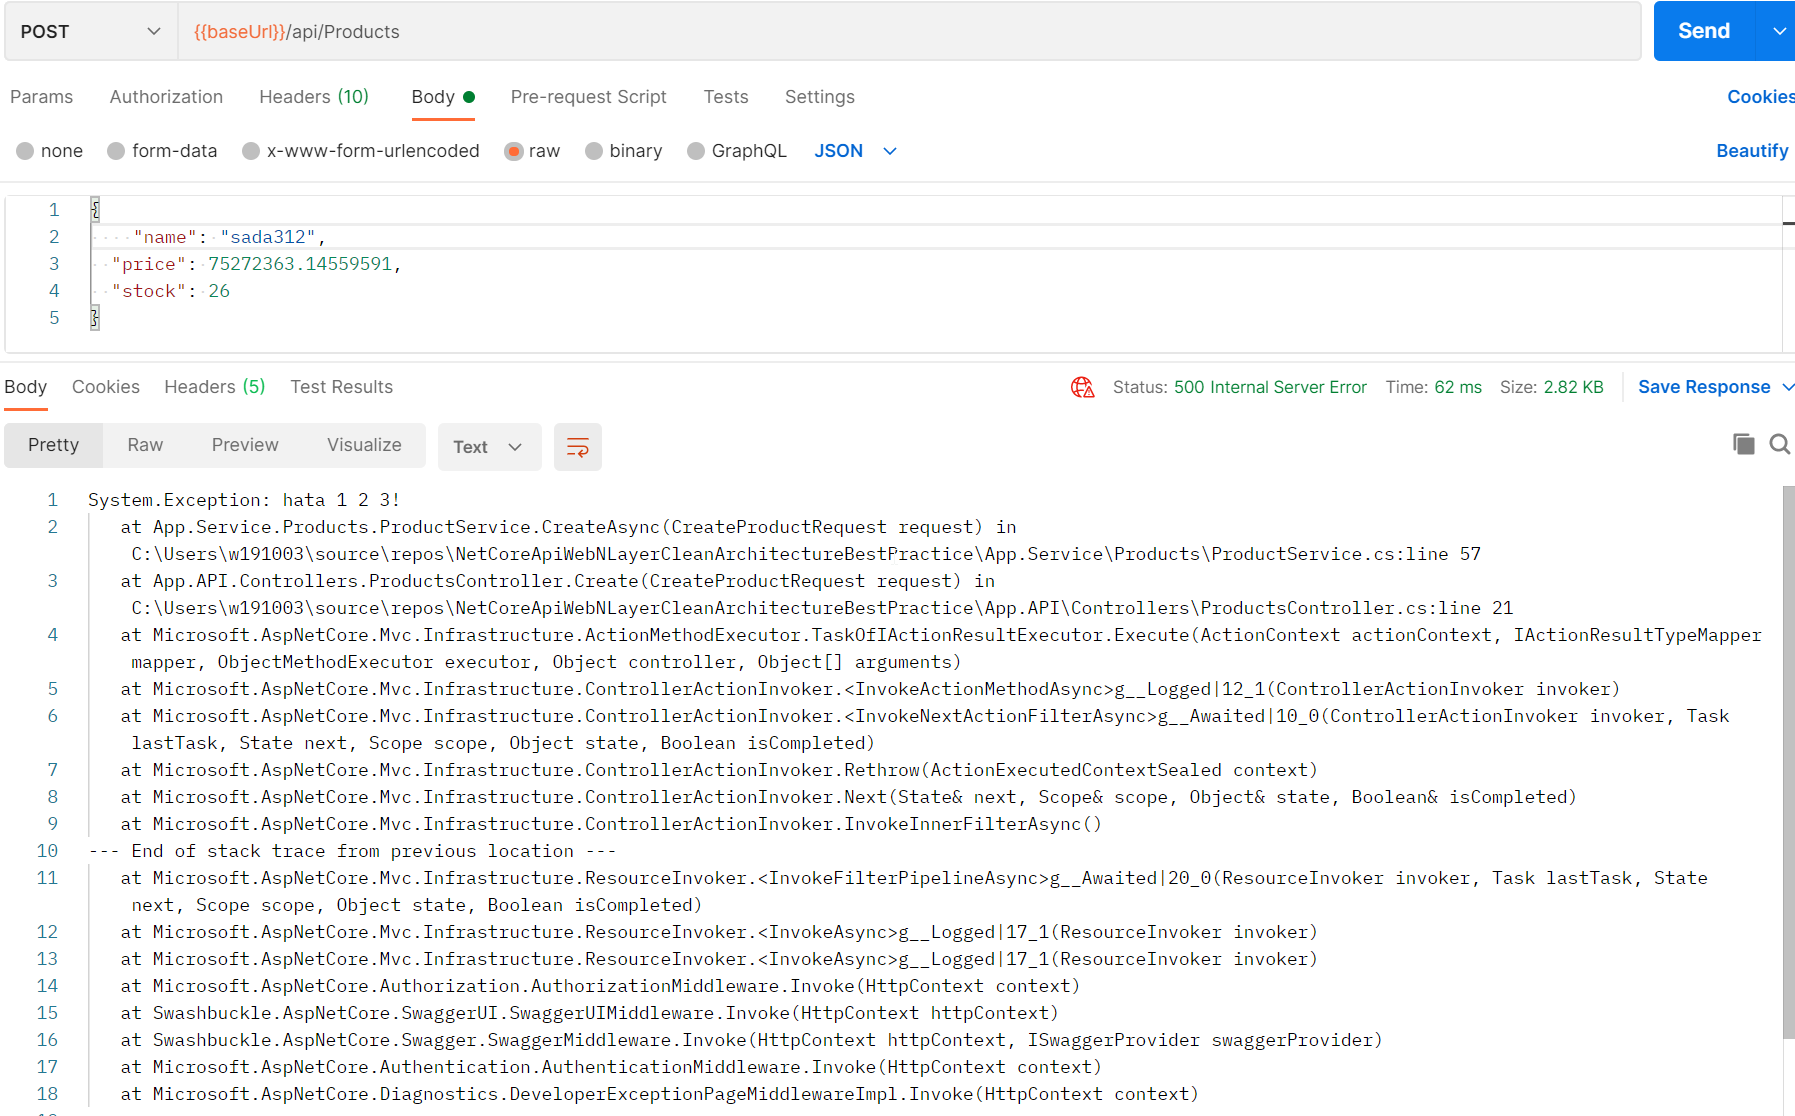 POST {{baseUrl}}/api/Products Send
Params Authorization Headers (10) Body Pre-request Script Tests Settings Cookies
none form-data x-www-form-urlencoded raw binary GraphQL JSON Beautify
1 {
2 "name": "sada312",
3 "price": 75272363.14559591,
4 "stock": 26
5 }
Body Cookies Headers (5) Test Results Status: 500 Internal Server Error Time: 62 ms Size: 2.82 KB Save Response
Pretty Raw Preview Visualize Text
1 System.Exception: hata 1 2 3!
2 at App.Service.Products.ProductService.CreateAsync(CreateProductRequest request) in
C:\Users\w191003\source\repos\NetCoreApiWebNLayerCleanArchitectureBestPractice\App.Service\Products\ProductService.cs:line 57
3 at App.API.Controllers.ProductsController.Create(CreateProductRequest request) in
C:\Users\w191003\source\repos\NetCoreApiWebNLayerCleanArchitectureBestPractice\App.API\Controllers\ProductsController.cs:line 21
4 at Microsoft.AspNetCore.Mvc.Infrastructure.ActionMethodExecutor.TaskOfIActionResultExecutor.Execute(ActionContext actionContext, IActionResultTypeMapper
mapper, ObjectMethodExecutor executor, Object controller, Object[] arguments)
5 at Microsoft.AspNetCore.Mvc.Infrastructure.ControllerActionInvoker.<InvokeActionMethodAsync>g__Logged|12_1(ControllerActionInvoker invoker)
6 at Microsoft.AspNetCore.Mvc.Infrastructure.ControllerActionInvoker.<InvokeNextActionFilterAsync>g__Awaited|10_0(ControllerActionInvoker invoker, Task
lastTask, State next, Scope scope, Object state, Boolean isCompleted)
7 at Microsoft.AspNetCore.Mvc.Infrastructure.ControllerActionInvoker.Rethrow(ActionExecutedContextSealed context)
8 at Microsoft.AspNetCore.Mvc.Infrastructure.ControllerActionInvoker.Next(State& next, Scope& scope, Object& state, Boolean& isCompleted)
9 at Microsoft.AspNetCore.Mvc.Infrastructure.ControllerActionInvoker.InvokeInnerFilterAsync()
10 --- End of stack trace from previous location ---
11 at Microsoft.AspNetCore.Mvc.Infrastructure.ResourceInvoker.<InvokeFilterPipelineAsync>g__Awaited|20_0(ResourceInvoker invoker, Task lastTask, State
next, Scope scope, Object state, Boolean isCompleted)
12 at Microsoft.AspNetCore.Mvc.Infrastructure.ResourceInvoker.<InvokeAsync>g__Logged|17_1(ResourceInvoker invoker)
13 at Microsoft.AspNetCore.Mvc.Infrastructure.ResourceInvoker.<InvokeAsync>g__Logged|17_1(ResourceInvoker invoker)
14 at Microsoft.AspNetCore.Authorization.AuthorizationMiddleware.Invoke(HttpContext context)
15 at Swashbuckle.AspNetCore.SwaggerUI.SwaggerUIMiddleware.Invoke(HttpContext httpContext)
16 at Swashbuckle.AspNetCore.Swagger.SwaggerMiddleware.Invoke(HttpContext httpContext, ISwaggerProvider swaggerProvider)
17 at Microsoft.AspNetCore.Authentication.AuthenticationMiddleware.Invoke(HttpContext context)
18 at Microsoft.AspNetCore.Diagnostics.DeveloperExceptionPageMiddlewareImpl.Invoke(HttpContext context)